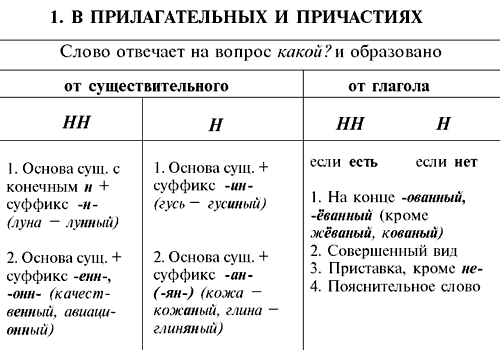 1. В ПРИЛАГАТЕЛЬНЫХ И ПРИЧАСТИЯХ
Слово отвечает на вопрос какой? и образовано
от существительного
от глагола
НН
Н
НН Н
1. Основа сущ. с
конечным н +
суффикс -н-
(луна – лунный)
2. Основа сущ. +
суффикс -енн-,
-онн- (качест-
венный, авиаци-
онный)
1. Основа сущ. +
суффикс -ин-
(гусь – гусиный)
2. Основа сущ. +
суффикс -ан-
(-ян-) (кожа –
кожаный, глина –
глиняный)
если есть если нет
1. На конце -ованный,
-ёванный (кроме
жёваный, кованый)
2. Совершенный вид
3. Приставка, кроме не-
4. Пояснительное слово